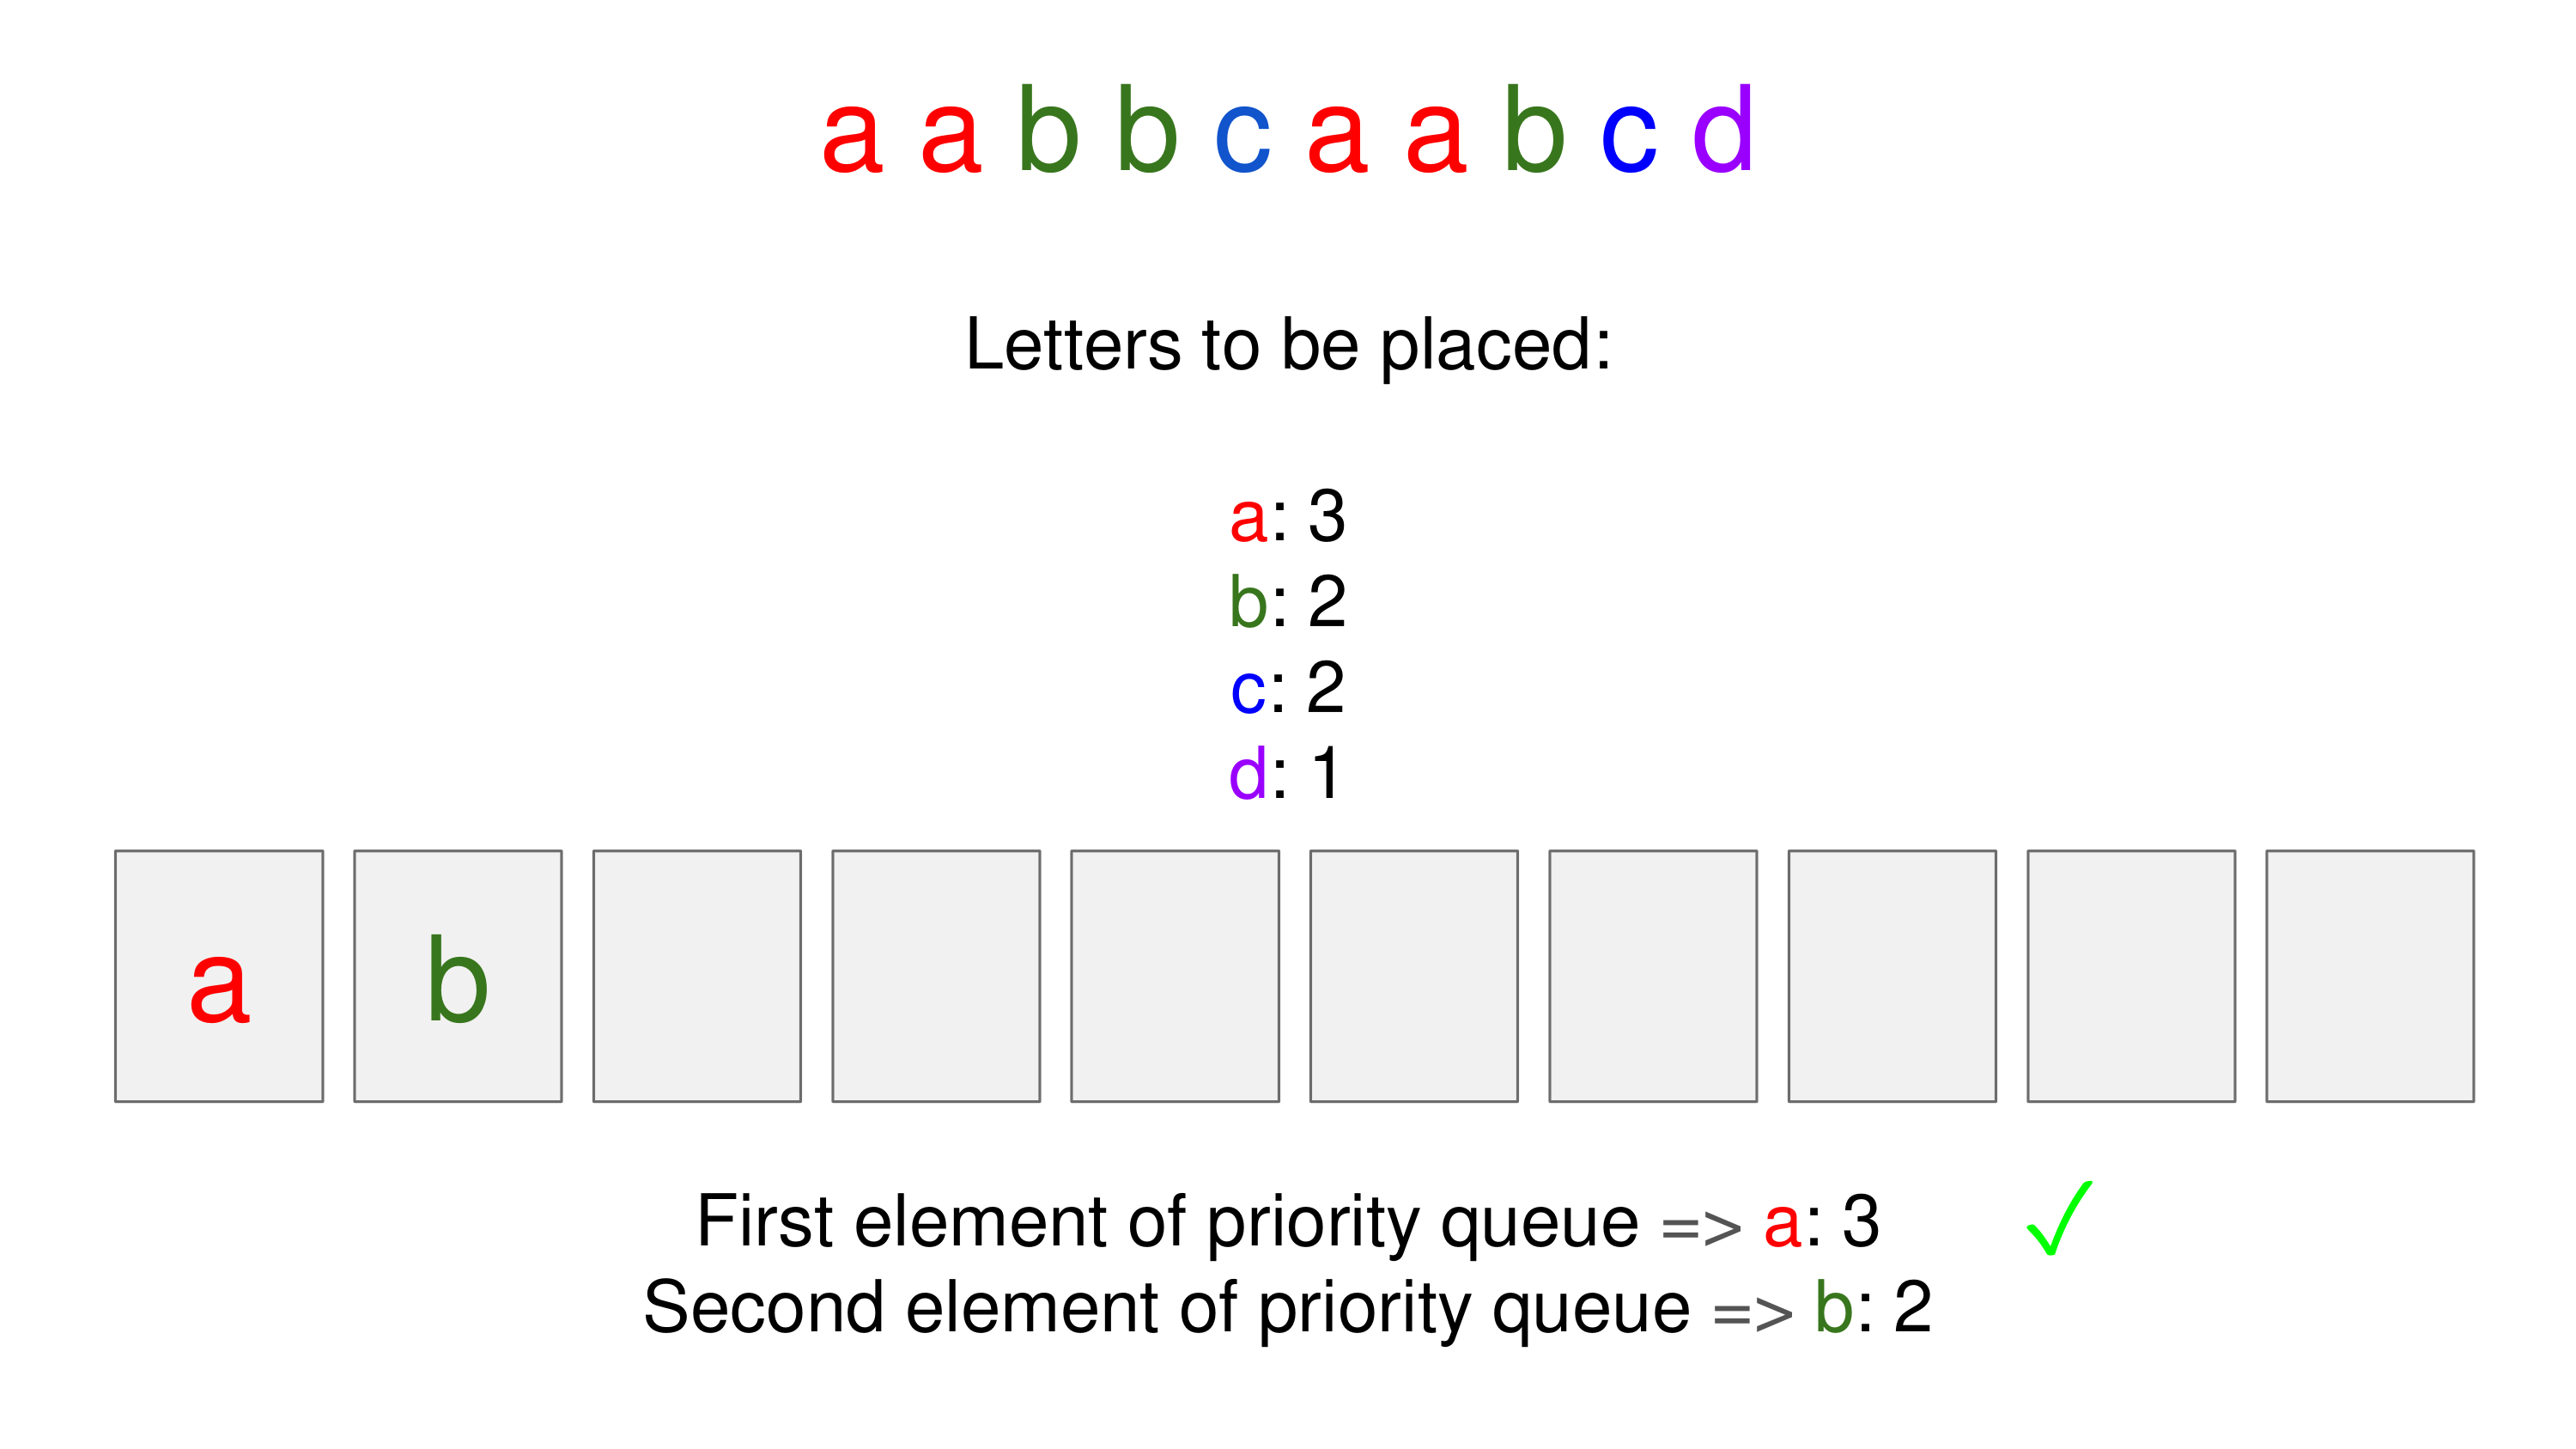 a a b b c a a b c d
Letters to be placed:
a: 3
b: 2
c: 2
d: 1
a b
First element of priority queue => a: 3 ✓
Second element of priority queue => b: 2